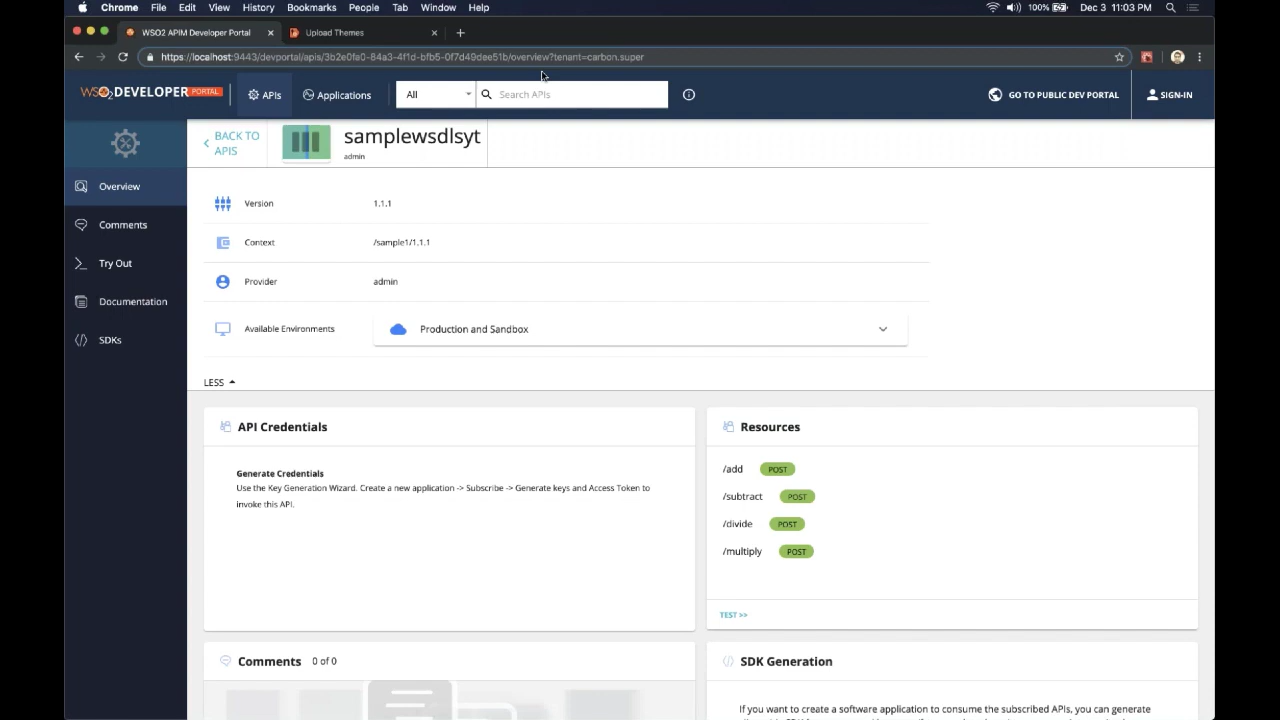 Chrome File Edit View History Bookmarks People Tab Window Help 100% Dec 3 11:03 PM
WSO2 APIM Developer Portal Upload Themes
https://localhost:9443/devportal/apis/3b2e0fa0-84a3-4f1d-bfb5-0f7d49dee51b/overview?tenant=carbon.super
WSO2 DEVELOPER PORTAL APIs Applications All Search APIs GO TO PUBLIC DEV PORTAL SIGN-IN
BACK TO
APIS
samplewsdlsyt
admin
Overview
Comments
Try Out
Documentation
SDKs
Version 1.1.1
Context /sample1/1.1.1
Provider admin
Available Environments Production and Sandbox
LESS
API Credentials
Generate Credentials
Use the Key Generation Wizard. Create a new application -> Subscribe -> Generate keys and Access Token to
invoke this API.
Resources
/add POST
/subtract POST
/divide POST
/multiply POST
TEST >>
Comments 0 of 0
SDK Generation
If you want to create a software application to consume the subscribed APIs, you can generate